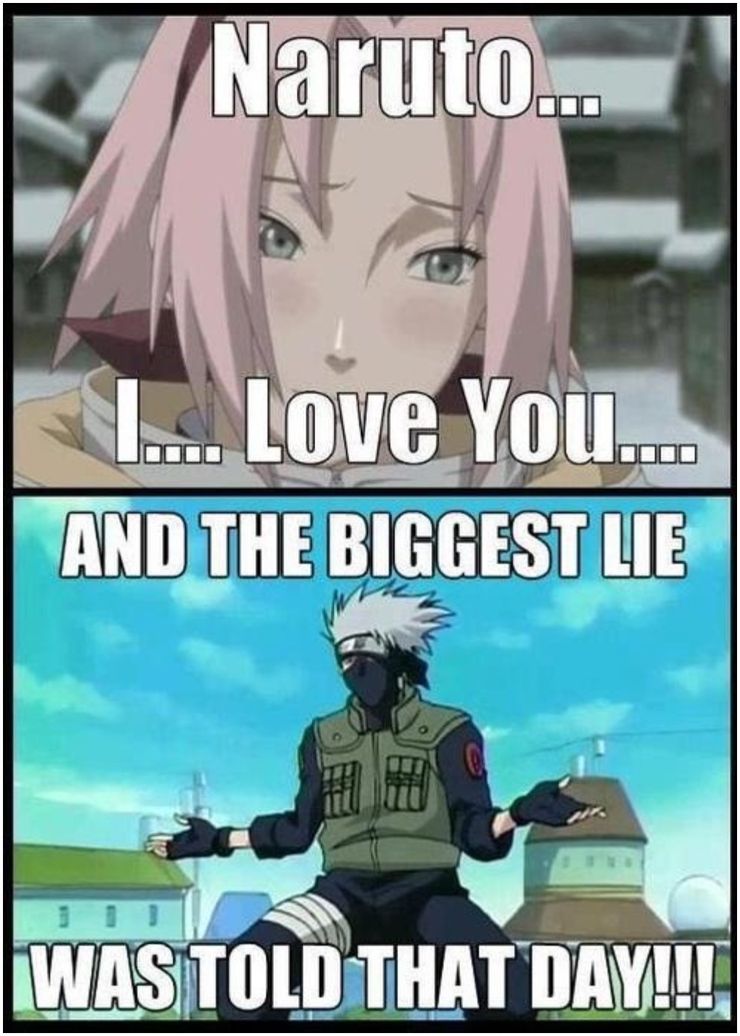 Naruto...
I.... Love You....
AND THE BIGGEST LIE
WAS TOLD THAT DAY!!!